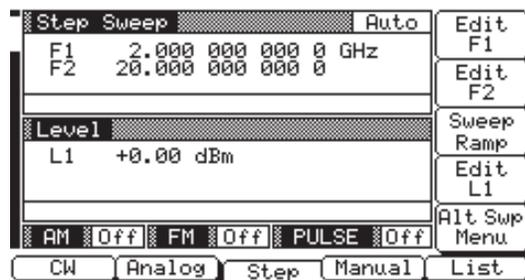 Step Sweep Auto
F1 2.000 000 000 0 GHz
F2 20.000 000 000 0
Level
L1 +0.00 dBm
AM Off FM Off PULSE Off
Edit
F1
Edit
F2
Sweep
Ramp
Edit
L1
Alt Swp
Menu
CW Analog Step Manual List